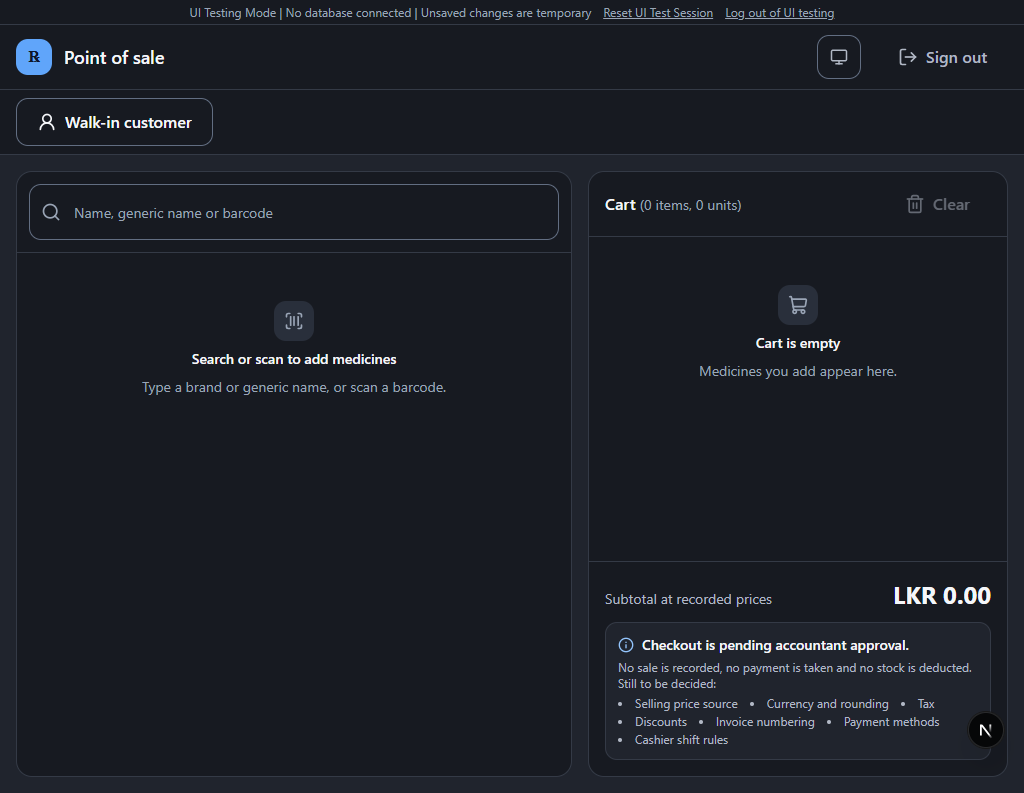 UI Testing Mode | No database connected | Unsaved changes are temporary Reset UI Test Session Log out of UI testing
℞ Point of sale
Sign out
Walk-in customer
Name, generic name or barcode
Search or scan to add medicines
Type a brand or generic name, or scan a barcode.
Cart (0 items, 0 units)
Clear
Cart is empty
Medicines you add appear here.
Subtotal at recorded prices LKR 0.00
Checkout is pending accountant approval.
No sale is recorded, no payment is taken and no stock is deducted.
Still to be decided:
• Selling price source • Currency and rounding • Tax
• Discounts • Invoice numbering • Payment methods
• Cashier shift rules
N